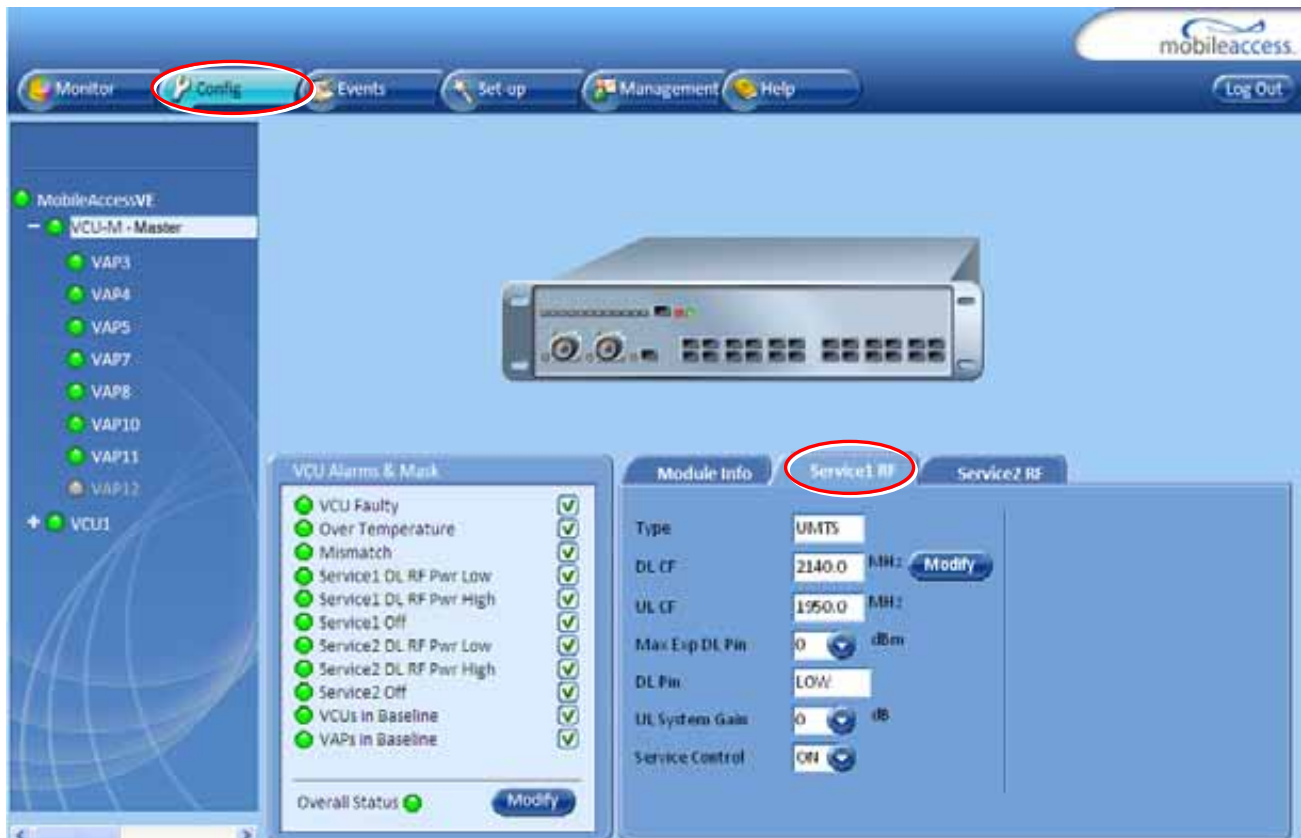 mobileaccess.
Monitor Config Events Set-up Management Help Log Out
MobileAccessVE
VCU-M - Master
VAP3
VAP4
VAP5
VAP7
VAP8
VAP10
VAP11
VAP12
VCU1
VCU Alarms & Mask
VCU Faulty
Over Temperature
Mismatch
Service1 DL RF Pwr Low
Service1 DL RF Pwr High
Service1 Off
Service2 DL RF Pwr Low
Service2 DL RF Pwr High
Service2 Off
VCUs in Baseline
VAPs in Baseline
Overall Status Modify
Module Info Service1 RF Service2 RF
Type UMTS
DL CF 2140.0 MHz Modify
UL CF 1950.0 MHz
Max Exp DL Pin 0 dBm
DL Pin LOW
UL System Gain 0 dB
Service Control ON